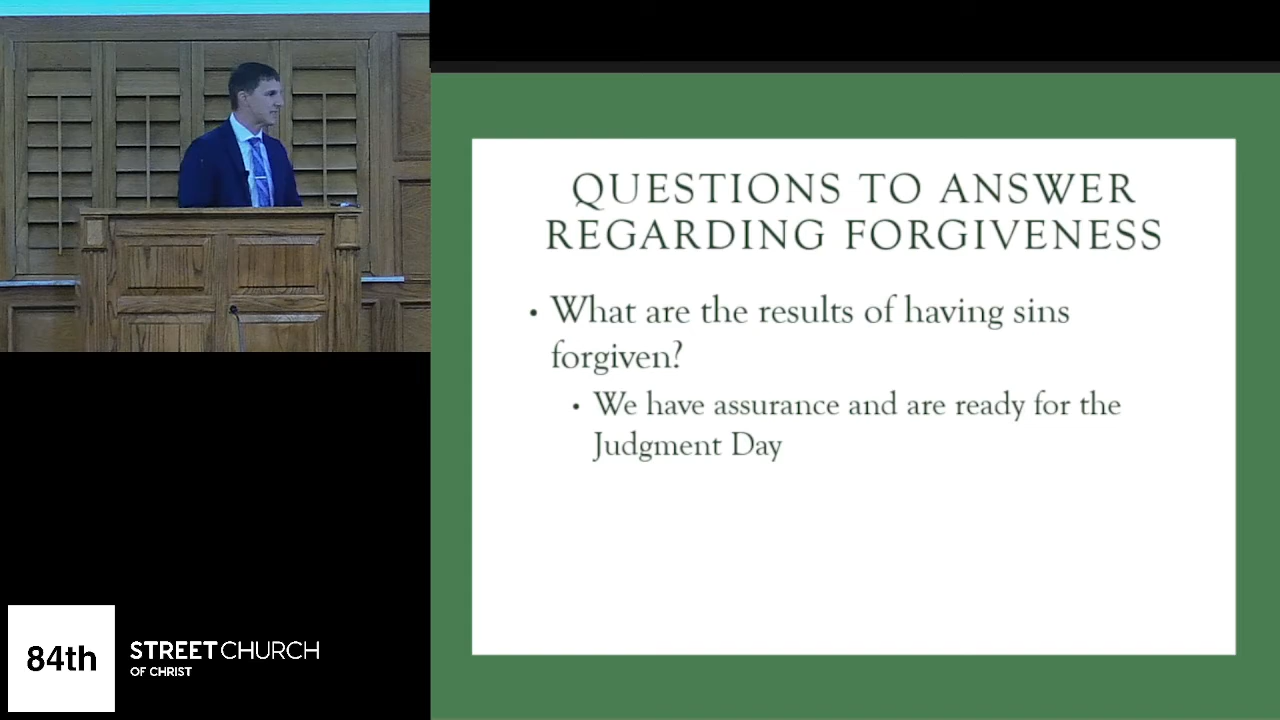 QUESTIONS TO ANSWER
REGARDING FORGIVENESS
• What are the results of having sins
forgiven?
• We have assurance and are ready for the
Judgment Day
84th
STREET CHURCH
OF CHRIST